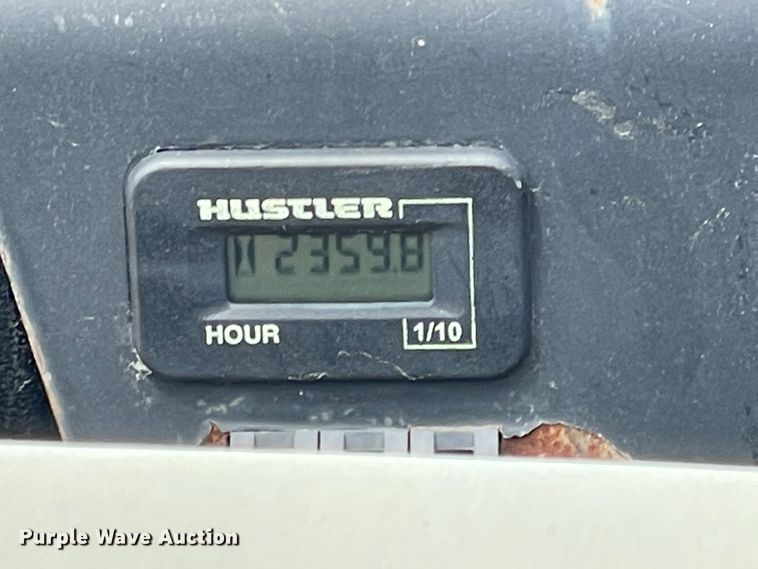 HUSTLER
2359.8
HOUR 1/10
Purple Wave Auction